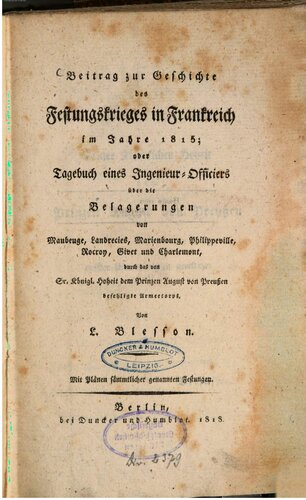 Beitrag zur Geschichte
des
Festungskrieges in Frankreich
im Jahre 1815;
oder
Tagebuch eines Ingenieur-Officiers
über die
Belagerungen
von
Maubeuge, Landrecies, Marienbourg, Philippeville,
Rocroy, Givet und Charlemont,
durch das von
Sr. Königl. Hoheit dem Prinzen August von Preußen
befehligte Armeecorps.
Von
L. Blesson.
DUNCKER & HUMBLOT
LEIPZIG.
Mit Plänen sämmtlicher genannten Festungen.
Berlin,
bei Duncker und Humblot. 1818.
2379